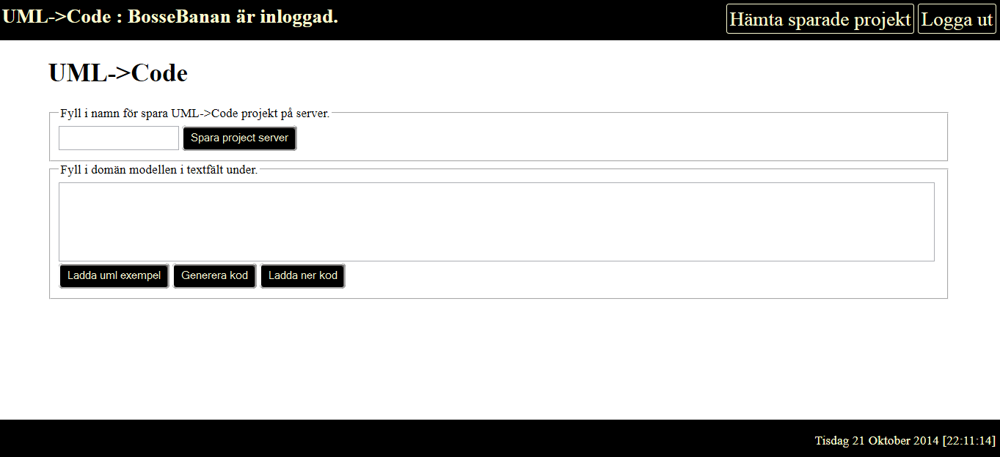 UML->Code : BosseBanan är inloggad.
Hämta sparade projekt Logga ut
UML->Code
Fyll i namn för spara UML->Code projekt på server.
Spara project server
Fyll i domän modellen i textfält under.
Ladda uml exempel Generera kod Ladda ner kod
Tisdag 21 Oktober 2014 [22:11:14]